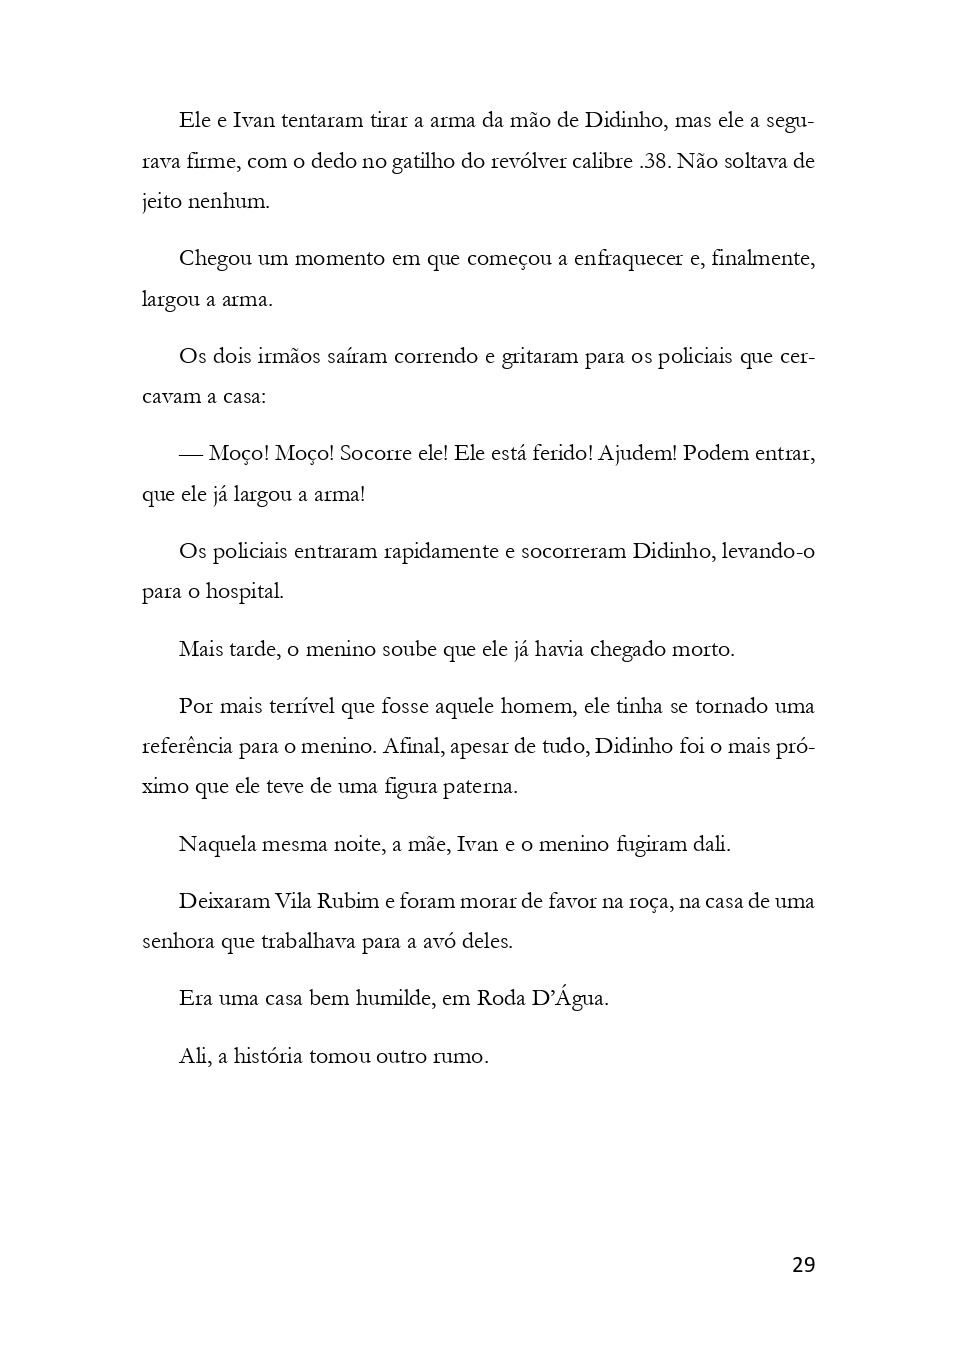 Ele e Ivan tentaram tirar a arma da mão de Didinho, mas ele a segu-
rava firme, com o dedo no gatilho do revólver calibre .38. Não soltava de
jeito nenhum.
Chegou um momento em que começou a enfraquecer e, finalmente,
largou a arma.
Os dois irmãos saíram correndo e gritaram para os policiais que cer-
cavam a casa:
— Moço! Moço! Socorre ele! Ele está ferido! Ajudem! Podem entrar,
que ele já largou a arma!
Os policiais entraram rapidamente e socorreram Didinho, levando-o
para o hospital.
Mais tarde, o menino soube que ele já havia chegado morto.
Por mais terrível que fosse aquele homem, ele tinha se tornado uma
referência para o menino. Afinal, apesar de tudo, Didinho foi o mais pró-
ximo que ele teve de uma figura paterna.
Naquela mesma noite, a mãe, Ivan e o menino fugiram dali.
Deixaram Vila Rubim e foram morar de favor na roça, na casa de uma
senhora que trabalhava para a avó deles.
Era uma casa bem humilde, em Roda D’Água.
Ali, a história tomou outro rumo.
29